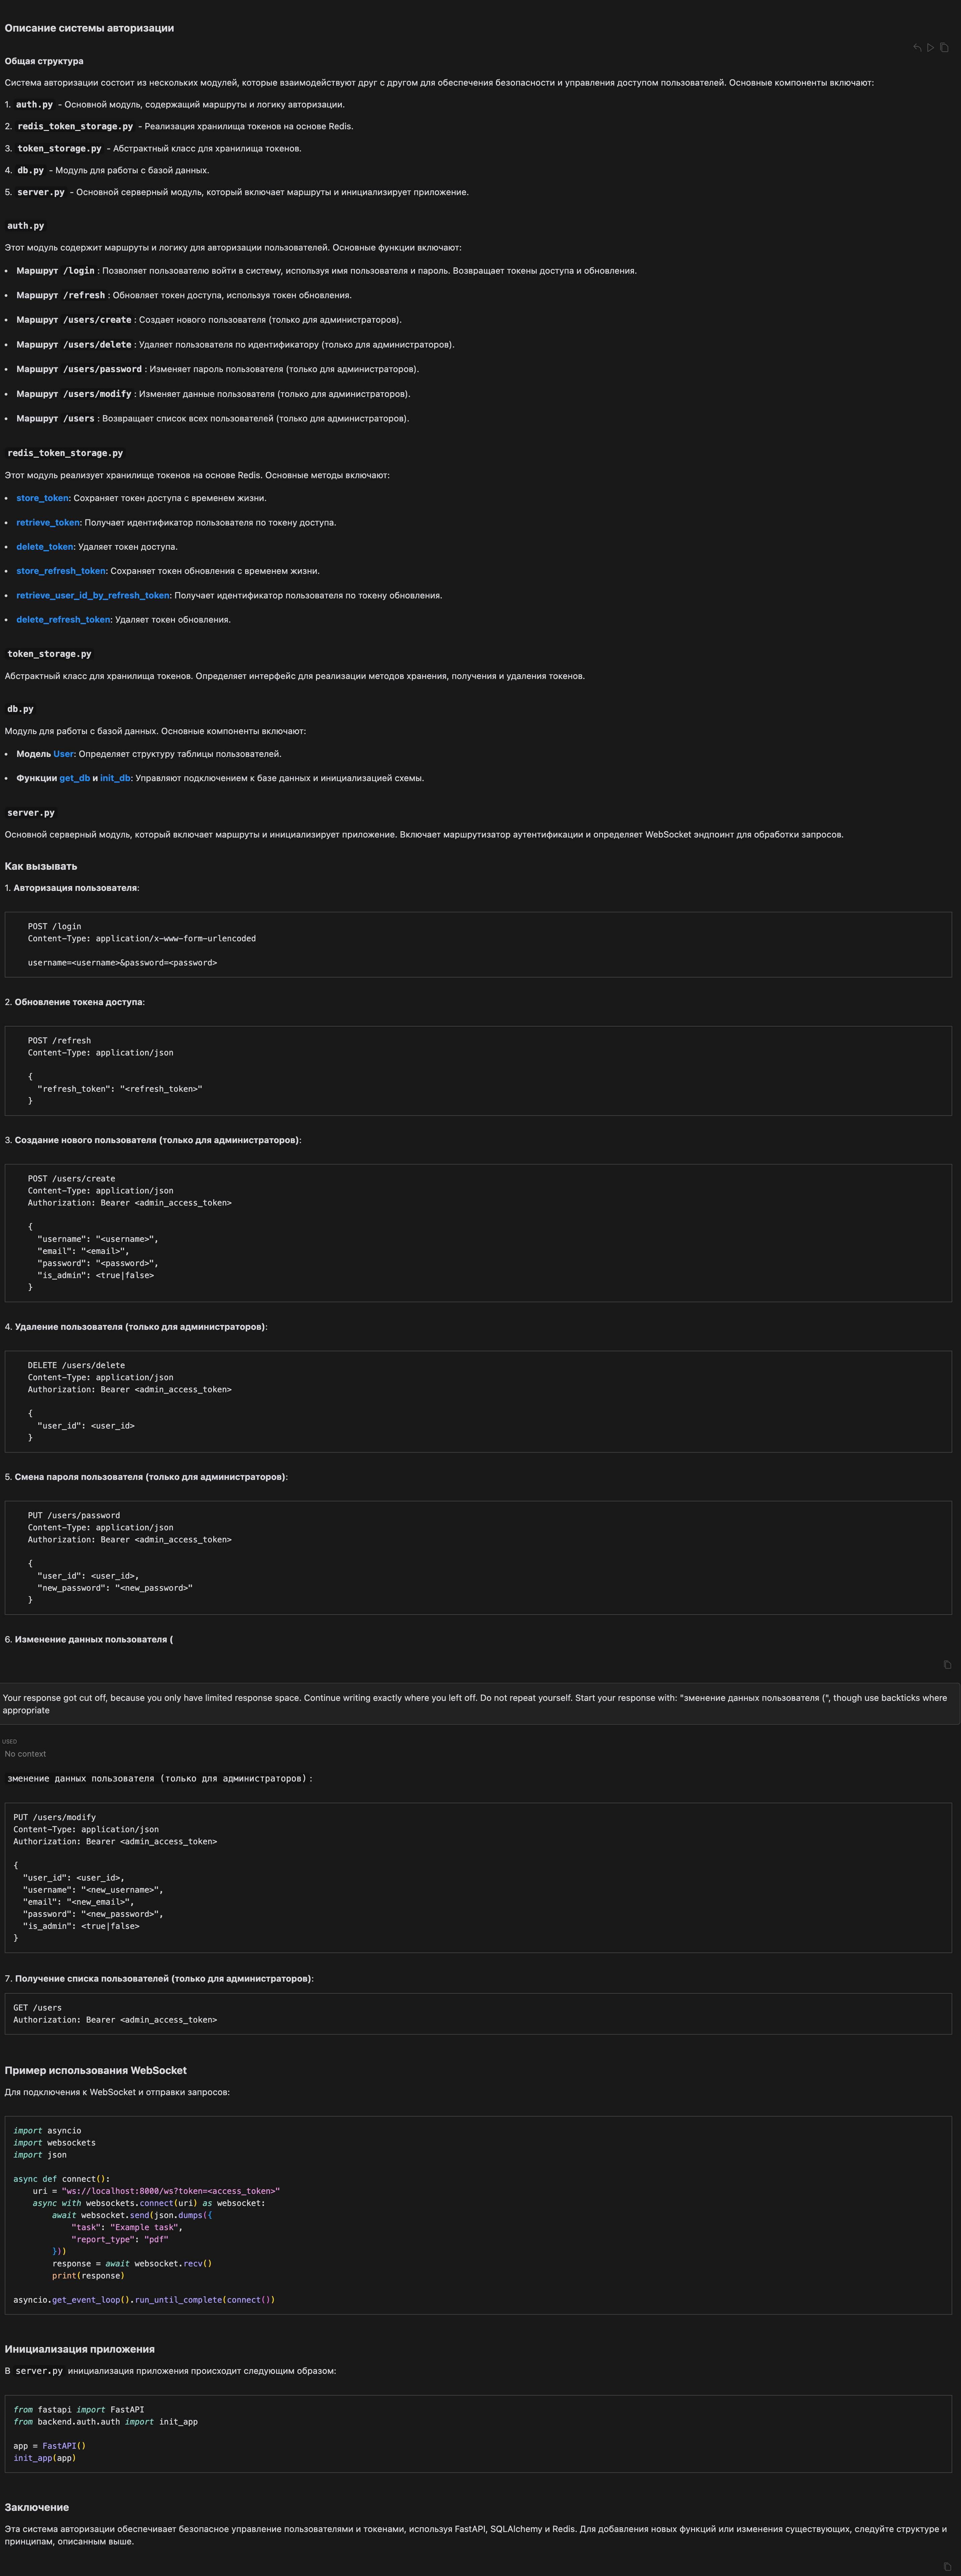 Описание системы авторизации
Общая структура
Система авторизации состоит из нескольких модулей, которые взаимодействуют друг с другом для обеспечения безопасности и управления доступом пользователей. Основные компоненты включают:
1. auth.py - Основной модуль, содержащий маршруты и логику авторизации.
2. redis_token_storage.py - Реализация хранилища токенов на основе Redis.
3. token_storage.py - Абстрактный класс для хранилища токенов.
4. db.py - Модуль для работы с базой данных.
5. server.py - Основной серверный модуль, который включает маршруты и инициализирует приложение.
auth.py
Этот модуль содержит маршруты и логику для авторизации пользователей. Основные функции включают:
• Маршрут /login : Позволяет пользователю войти в систему, используя имя пользователя и пароль. Возвращает токены доступа и обновления.
• Маршрут /refresh : Обновляет токен доступа, используя токен обновления.
• Маршрут /users/create : Создает нового пользователя (только для администраторов).
• Маршрут /users/delete : Удаляет пользователя по идентификатору (только для администраторов).
• Маршрут /users/password : Изменяет пароль пользователя (только для администраторов).
• Маршрут /users/modify : Изменяет данные пользователя (только для администраторов).
• Маршрут /users : Возвращает список всех пользователей (только для администраторов).
redis_token_storage.py
Этот модуль реализует хранилище токенов на основе Redis. Основные методы включают:
• store_token: Сохраняет токен доступа с временем жизни.
• retrieve_token: Получает идентификатор пользователя по токену доступа.
• delete_token: Удаляет токен доступа.
• store_refresh_token: Сохраняет токен обновления с временем жизни.
• retrieve_user_id_by_refresh_token: Получает идентификатор пользователя по токену обновления.
• delete_refresh_token: Удаляет токен обновления.
token_storage.py
Абстрактный класс для хранилища токенов. Определяет интерфейс для реализации методов хранения, получения и удаления токенов.
db.py
Модуль для работы с базой данных. Основные компоненты включают:
• Модель User: Определяет структуру таблицы пользователей.
• Функции get_db и init_db: Управляют подключением к базе данных и инициализацией схемы.
server.py
Основной серверный модуль, который включает маршруты и инициализирует приложение. Включает маршрутизатор аутентификации и определяет WebSocket эндпоинт для обработки запросов.
Как вызывать
1. Авторизация пользователя:
POST /login
Content-Type: application/x-www-form-urlencoded
username=<username>&password=<password>
2. Обновление токена доступа:
POST /refresh
Content-Type: application/json
{
"refresh_token": "<refresh_token>"
}
3. Создание нового пользователя (только для администраторов):
POST /users/create
Content-Type: application/json
Authorization: Bearer <admin_access_token>
{
"username": "<username>",
"email": "<email>",
"password": "<password>",
"is_admin": <true|false>
}
4. Удаление пользователя (только для администраторов):
DELETE /users/delete
Content-Type: application/json
Authorization: Bearer <admin_access_token>
{
"user_id": <user_id>
}
5. Смена пароля пользователя (только для администраторов):
PUT /users/password
Content-Type: application/json
Authorization: Bearer <admin_access_token>
{
"user_id": <user_id>,
"new_password": "<new_password>"
}
6. Изменение данных пользователя (
Your response got cut off, because you only have limited response space. Continue writing exactly where you left off. Do not repeat yourself. Start your response with: "зменение данных пользователя (", though use backticks where
appropriate
USED
No context
зменение данных пользователя (только для администраторов) :
PUT /users/modify
Content-Type: application/json
Authorization: Bearer <admin_access_token>
{
"user_id": <user_id>,
"username": "<new_username>",
"email": "<new_email>",
"password": "<new_password>",
"is_admin": <true|false>
}
7. Получение списка пользователей (только для администраторов):
GET /users
Authorization: Bearer <admin_access_token>
Пример использования WebSocket
Для подключения к WebSocket и отправки запросов:
import asyncio
import websockets
import json
async def connect():
uri = "ws://localhost:8000/ws?token=<access_token>"
async with websockets.connect(uri) as websocket:
await websocket.send(json.dumps({
"task": "Example task",
"report_type": "pdf"
}))
response = await websocket.recv()
print(response)
asyncio.get_event_loop().run_until_complete(connect())
Инициализация приложения
В server.py инициализация приложения происходит следующим образом:
from fastapi import FastAPI
from backend.auth.auth import init_app
app = FastAPI()
init_app(app)
Заключение
Эта система авторизации обеспечивает безопасное управление пользователями и токенами, используя FastAPI, SQLAlchemy и Redis. Для добавления новых функций или изменения существующих, следуйте структуре и
принципам, описанным выше.